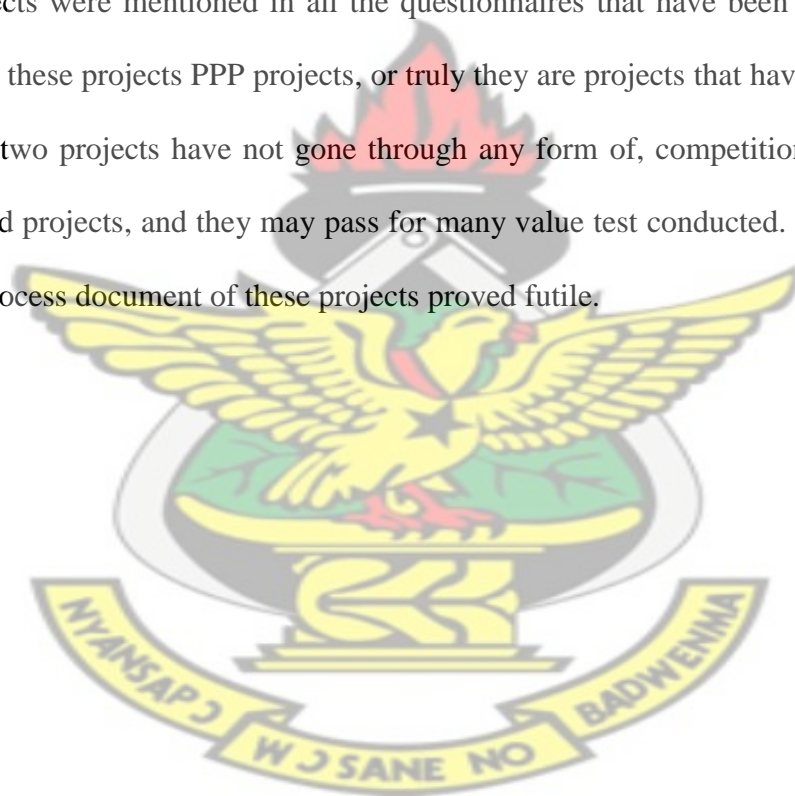 ects were mentioned in all the questionnaires that have been
these projects PPP projects, or truly they are projects that hav
two projects have not gone through any form of, competition
d projects, and they may pass for many value test conducted.
ocess document of these projects proved futile.
NYANSAPƆ
WƆSANE NO
BADWENMA